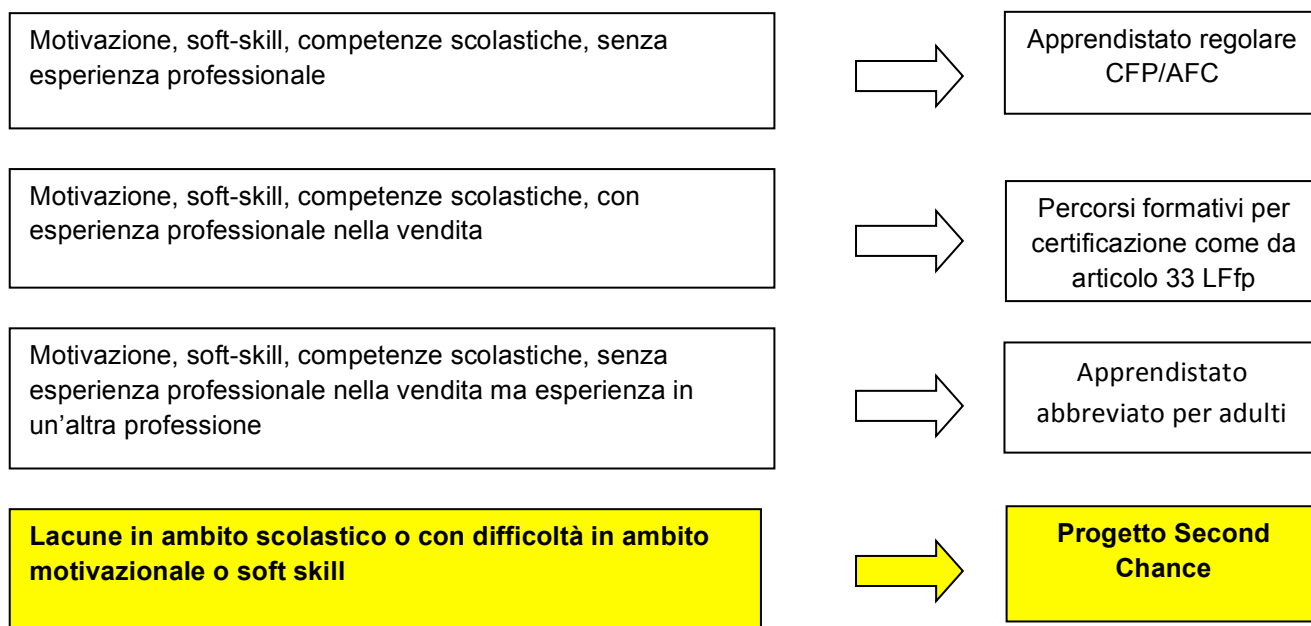 Motivazione, soft-skill, competenze scolastiche, senza
esperienza professionale
Apprendistato regolare
CFP/AFC
Motivazione, soft-skill, competenze scolastiche, con
esperienza professionale nella vendita
Percorsi formativi per
certificazione come da
articolo 33 LFfp
Motivazione, soft-skill, competenze scolastiche, senza
esperienza professionale nella vendita ma esperienza in
un’altra professione
Apprendistato
abbreviato per adulti
Lacune in ambito scolastico o con difficoltà in ambito
motivazionale o soft skill
Progetto Second
Chance